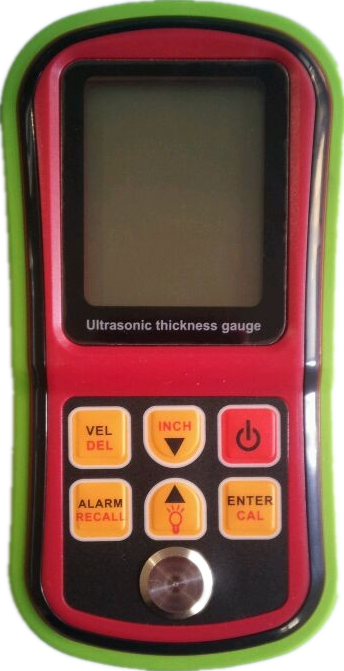 Ultrasonic thickness gauge
VEL
DEL
INCH
ALARM
RECALL
ENTER
CAL